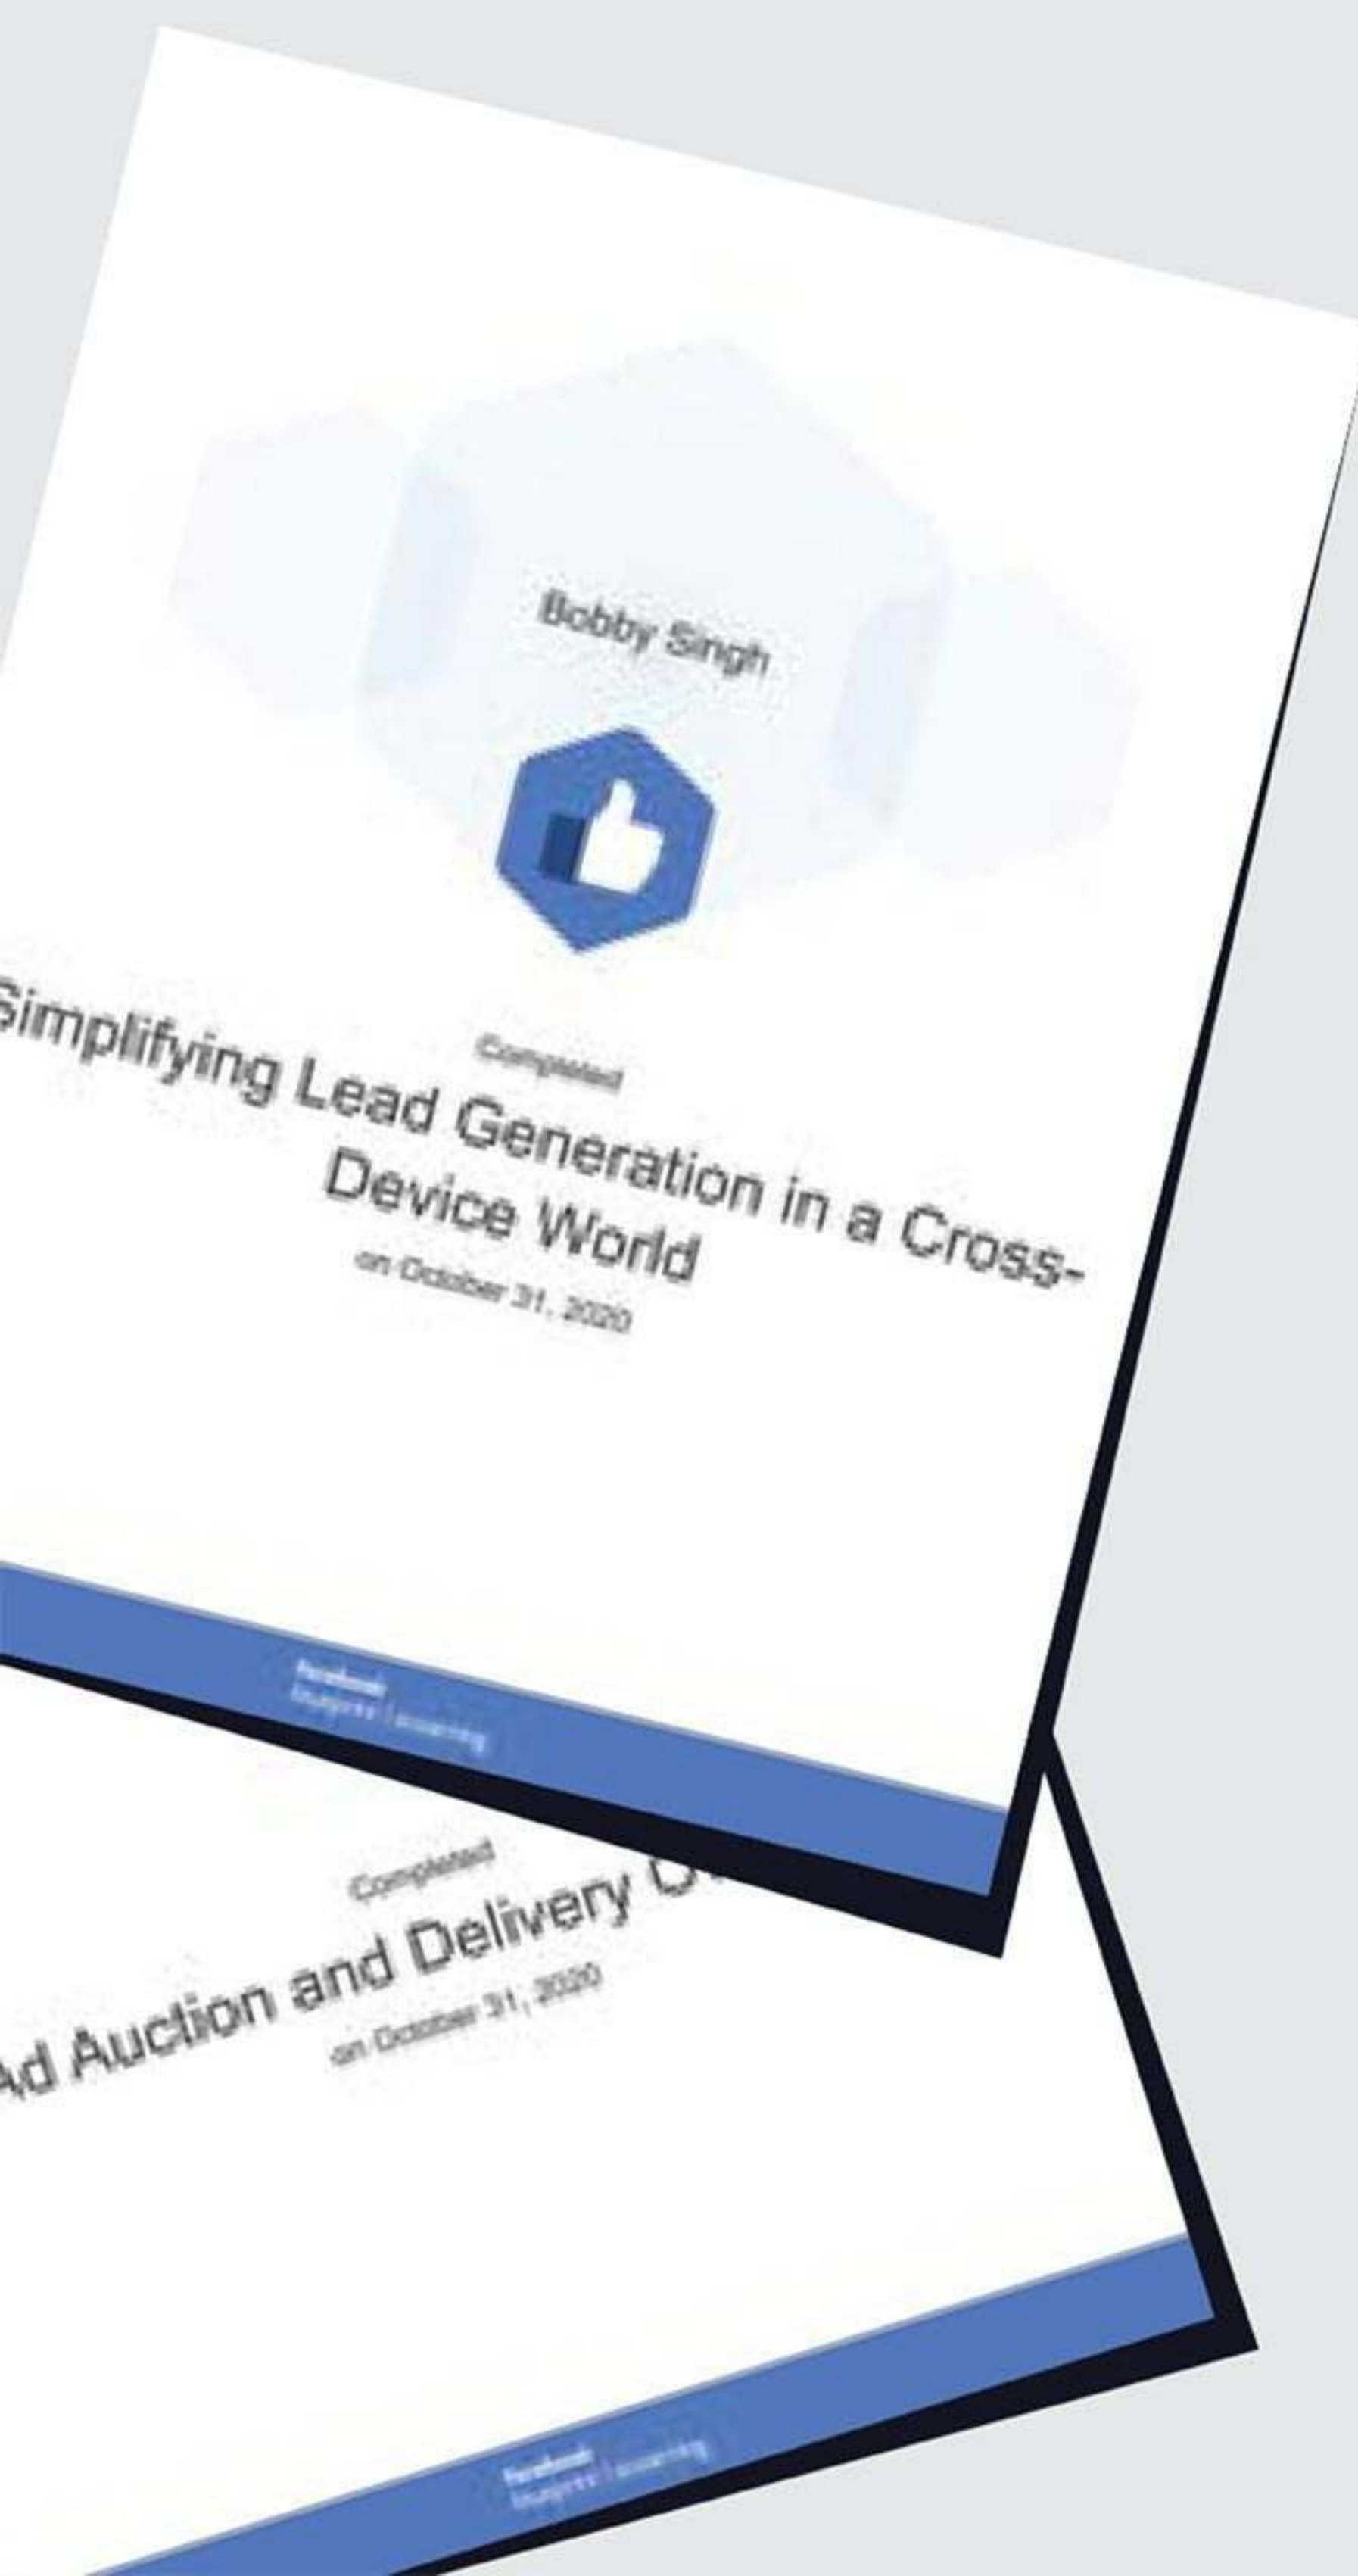 Bobby Singh
Completed
Simplifying Lead Generation in a Cross-
Device World
on October 31, 2020
facebook
blueprint | elearning
Completed
Ad Auction and Delivery
on October 31, 2020
facebook
blueprint | elearning